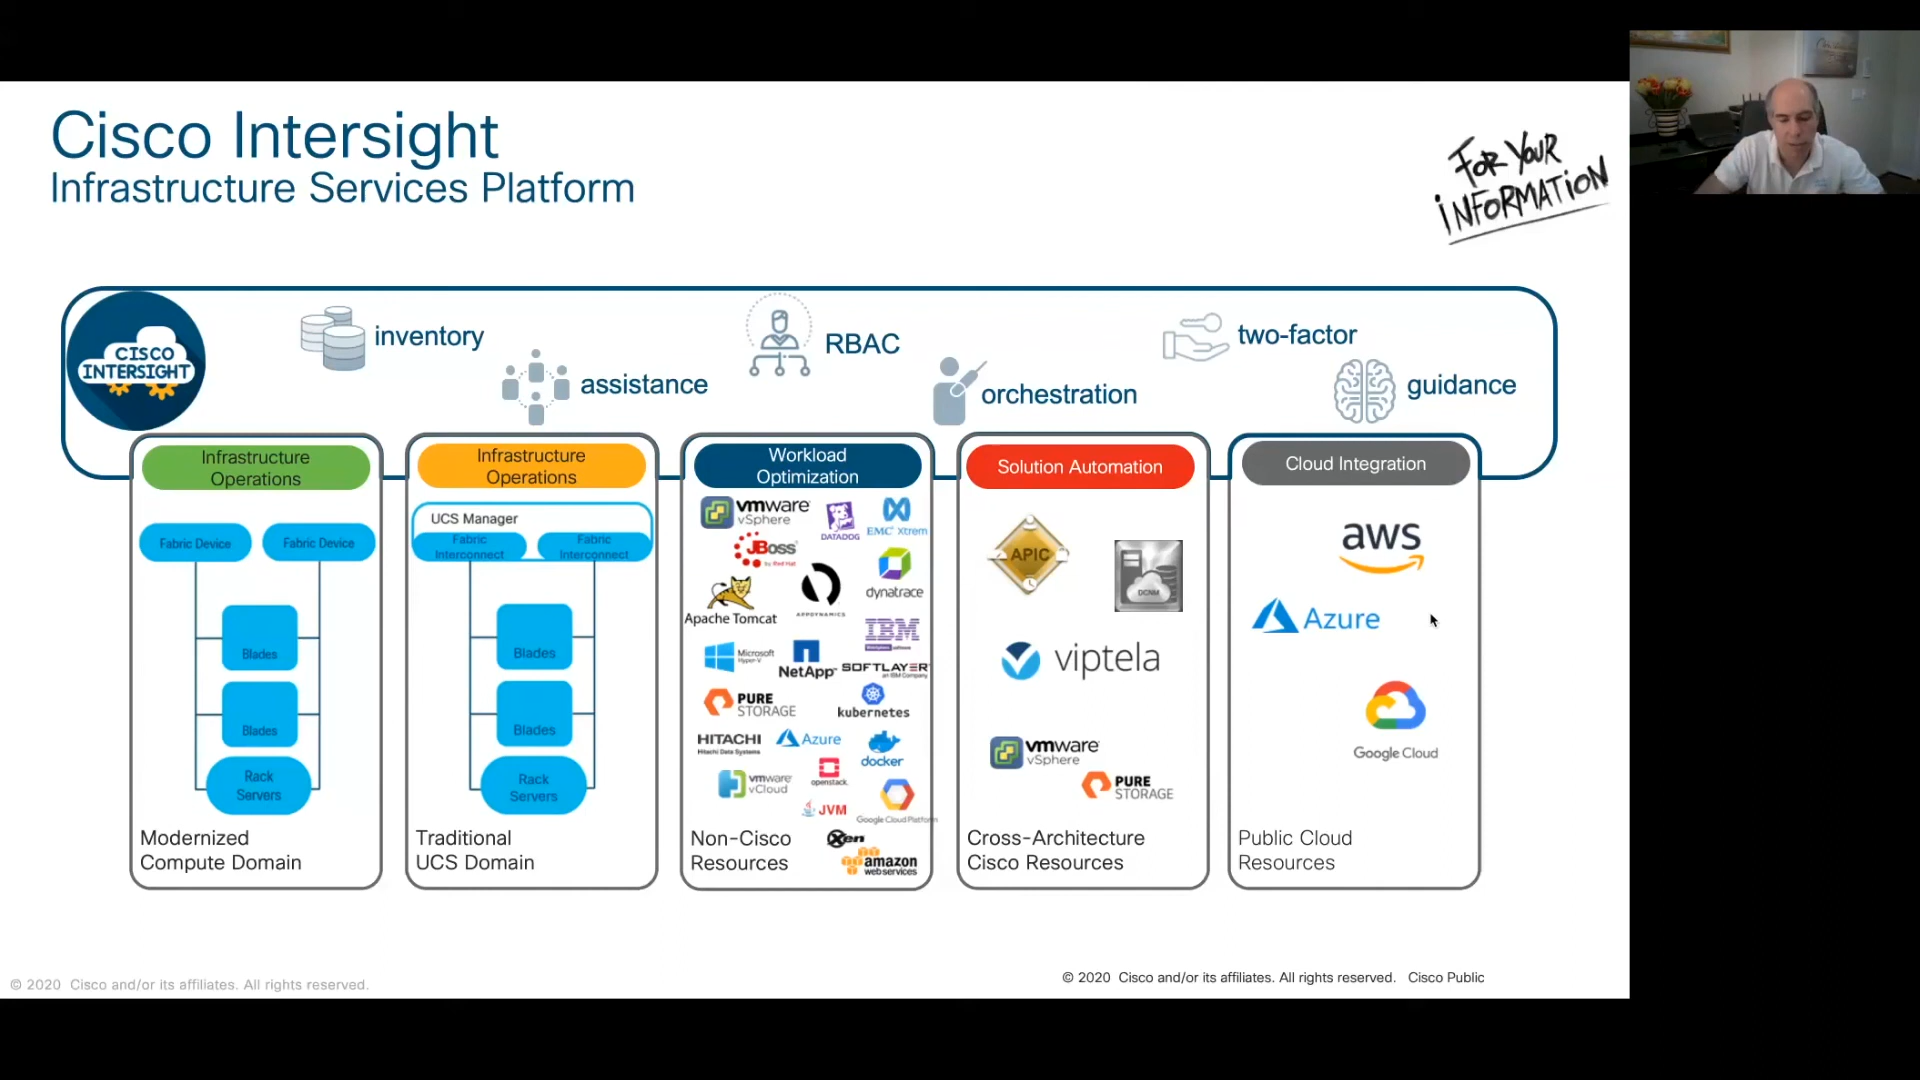 Cisco Intersight
Infrastructure Services Platform
FOR YOUR
INFORMATION
CISCO
INTERSIGHT
inventory
assistance
RBAC
orchestration
two-factor
guidance
Infrastructure
Operations
Fabric Device
Fabric Device
Blades
Blades
Rack
Servers
Modernized
Compute Domain
Infrastructure
Operations
UCS Manager
Fabric
Interconnect
Fabric
Interconnect
Blades
Blades
Rack
Servers
Traditional
UCS Domain
Workload
Optimization
vmware
vSphere
DATADOG
EMC² Xtrem
JBoss
by Red Hat
Apache Tomcat
APPDYNAMICS
dynatrace
IBM
Microsoft
Hyper-V
NetApp
SOFTLAYER
an IBM Company
PURE
STORAGE
kubernetes
HITACHI
Hitachi Data Systems
Azure
docker
vmware
vCloud
openstack.
JVM
Google Cloud Platform
Xen
amazon
webservices
Non-Cisco
Resources
Solution Automation
APIC
DCNM
viptela
vmware
vSphere
PURE
STORAGE
Cross-Architecture
Cisco Resources
Cloud Integration
aws
Azure
Google Cloud
Public Cloud
Resources
© 2020 Cisco and/or its affiliates. All rights reserved.
© 2020 Cisco and/or its affiliates. All rights reserved. Cisco Public